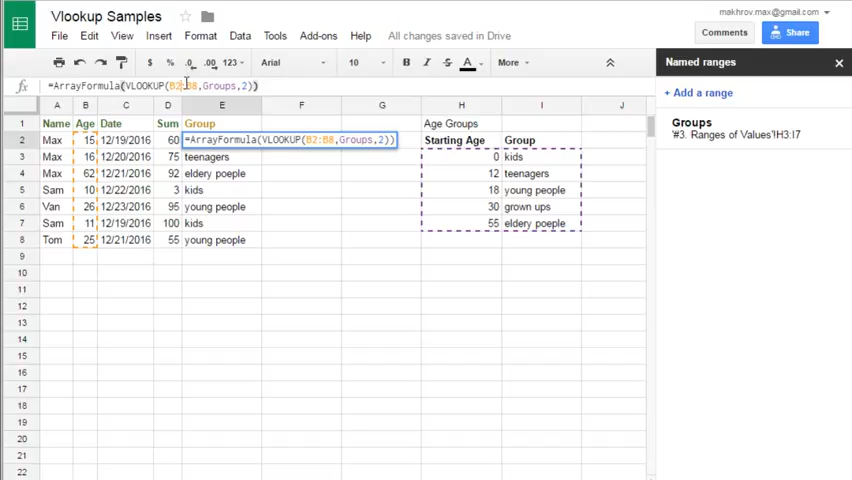 Vlookup Samples
makhrov.max@gmail.com
File Edit View Insert Format Data Tools Add-ons Help All changes saved in Drive
Comments
Share
$ % .0 .00 123 Arial 10 B I S A More
Named ranges
fx =ArrayFormula(VLOOKUP(B2:B8,Groups,2))
+ Add a range
A B C D E F G H I J
Groups
'#3. Ranges of Values'!H3:I7
1 Name Age Date Sum Group Age Groups
2 Max 15 12/19/2016 60 =ArrayFormula(VLOOKUP(B2:B8,Groups,2)) Starting Age Group
3 Max 16 12/20/2016 75 teenagers 0 kids
4 Max 62 12/21/2016 92 eldery poeple 12 teenagers
5 Sam 10 12/22/2016 3 kids 18 young people
6 Van 26 12/23/2016 95 young people 30 grown ups
7 Sam 11 12/19/2016 100 kids 55 eldery poeple
8 Tom 25 12/21/2016 55 young people
9
10
11
12
13
14
15
16
17
18
19
20
21
22